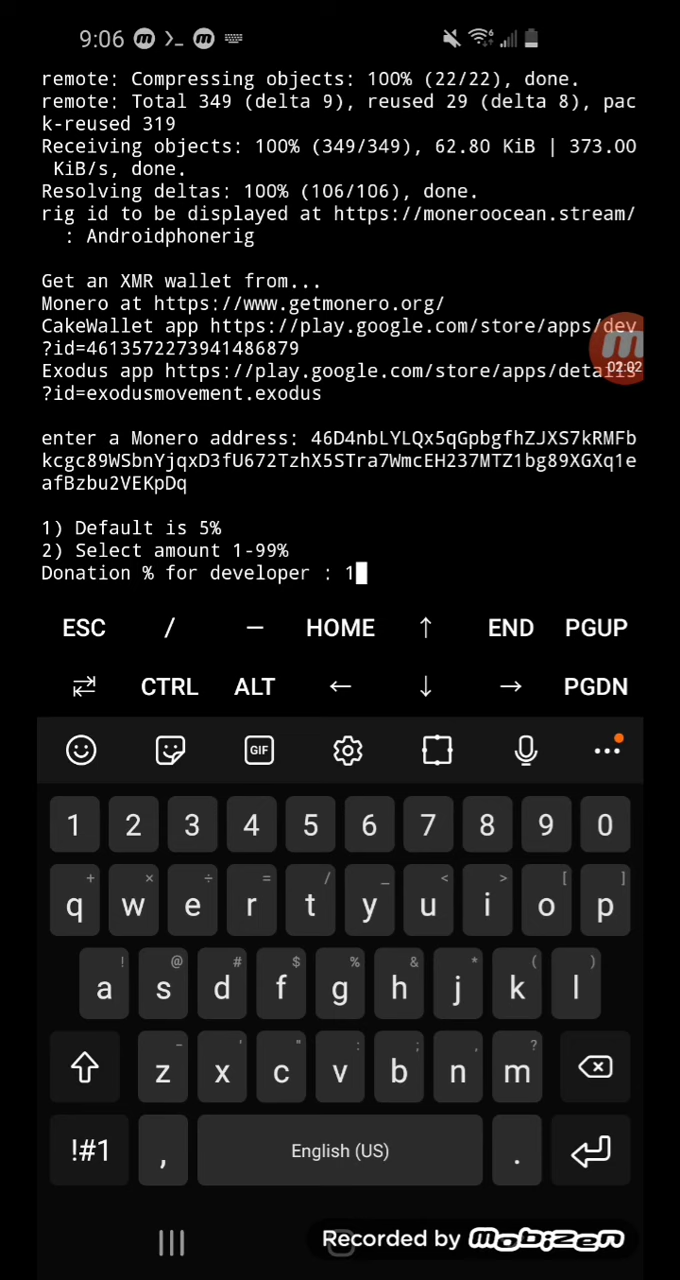 9:06
remote: Compressing objects: 100% (22/22), done.
remote: Total 349 (delta 9), reused 29 (delta 8), pac
k-reused 319
Receiving objects: 100% (349/349), 62.80 KiB | 373.00
KiB/s, done.
Resolving deltas: 100% (106/106), done.
rig id to be displayed at https://moneroocean.stream/
: Androidphonerig
Get an XMR wallet from...
Monero at https://www.getmonero.org/
CakeWallet app https://play.google.com/store/apps/dev
?id=4613572273941486879
02:02
Exodus app https://play.google.com/store/apps/details
?id=exodusmovement.exodus
enter a Monero address: 46D4nbLYLQx5qGpbgfhZJXS7kRMFb
kcgc89WSbnYjqxD3fU672TzhX5STra7WmcEH237MTZ1bg89XGXq1e
afBzbu2VEKpDq
1) Default is 5%
2) Select amount 1-99%
Donation % for developer : 1
ESC / — HOME ↑ END PGUP
⇄ CTRL ALT ← ↓ → PGDN
GIF
1 2 3 4 5 6 7 8 9 0
+ × ÷ = / _ < > [ ]
q w e r t y u i o p
! @ # $ % & * ( )
a s d f g h j k l
- ' " : ; , ?
z x c v b n m
!#1 , English (US) .
Recorded by mobizen